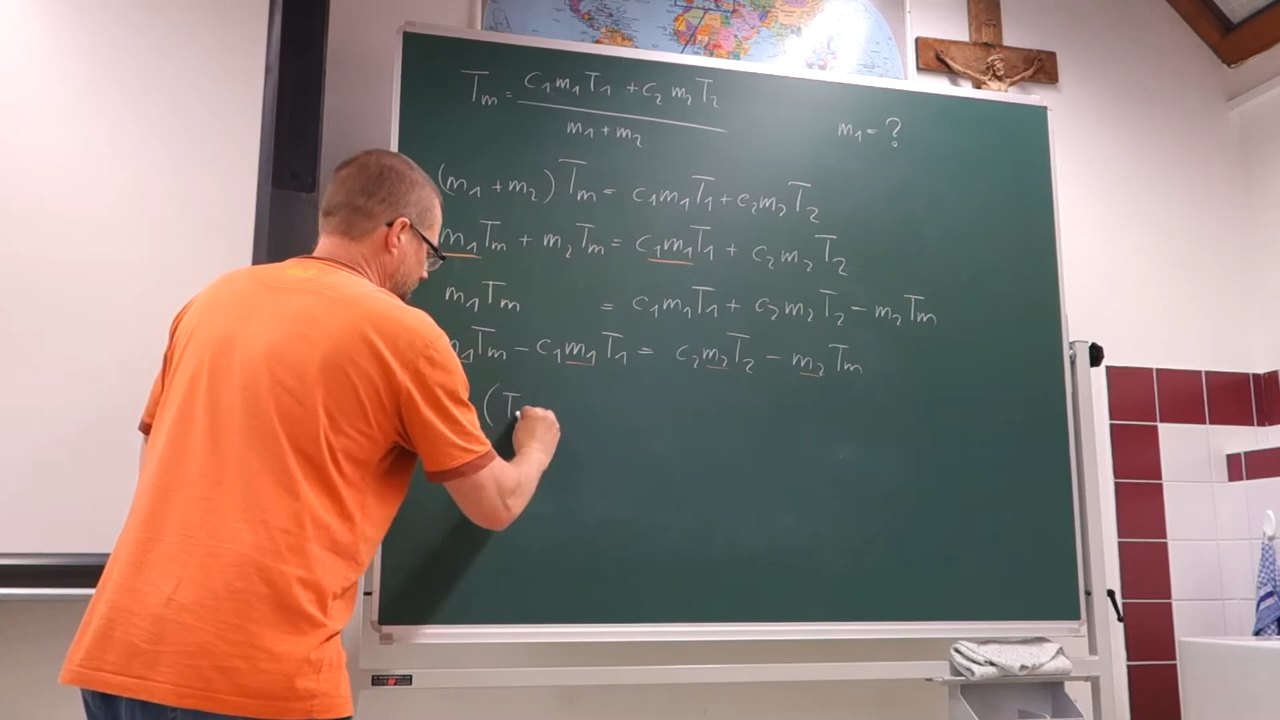 Tm = c₁m₁T₁ + c₂m₂T₂ / m₁ + m₂
m₁ = ?
(m₁ + m₂) Tm = c₁m₁T₁ + c₂m₂T₂
m₁Tm + m₂Tm = c₁m₁T₁ + c₂m₂T₂
m₁Tm = c₁m₁T₁ + c₂m₂T₂ − m₂Tm
₁Tm − c₁m₁T₁ = c₂m₂T₂ − m₂Tm
(T